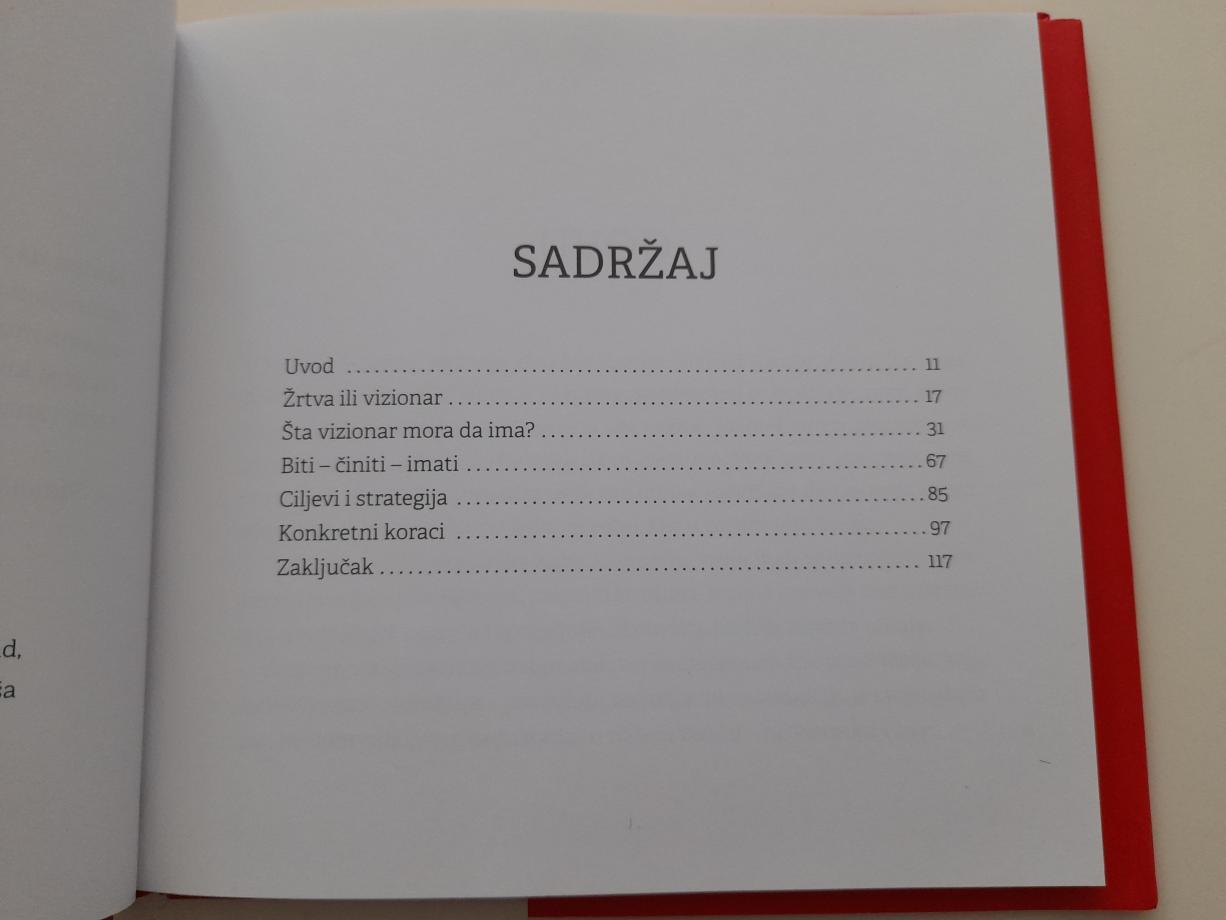 SADRŽAJ
Uvod ........................................ 11
Žrtva ili vizionar ........................................ 17
Šta vizionar mora da ima? ........................................ 31
Biti – činiti – imati ........................................ 67
Ciljevi i strategija ........................................ 85
Konkretni koraci ........................................ 97
Zaključak ........................................ 117